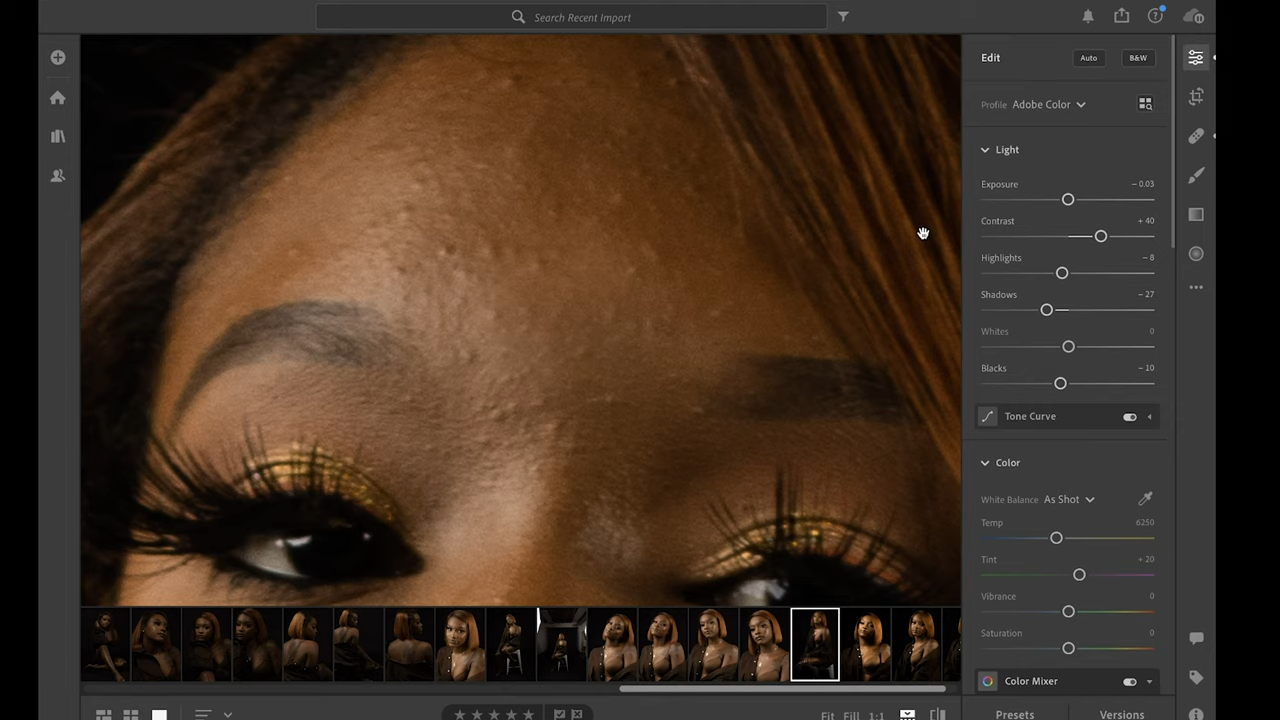 Search Recent Import
Edit
Auto
B&W
Profile Adobe Color
Light
Exposure − 0.03
Contrast + 40
Highlights − 8
Shadows − 27
Whites 0
Blacks − 10
Tone Curve
Color
White Balance As Shot
Temp 6250
Tint + 20
Vibrance 0
Saturation 0
Color Mixer
Fit Fill 1:1
Presets Versions